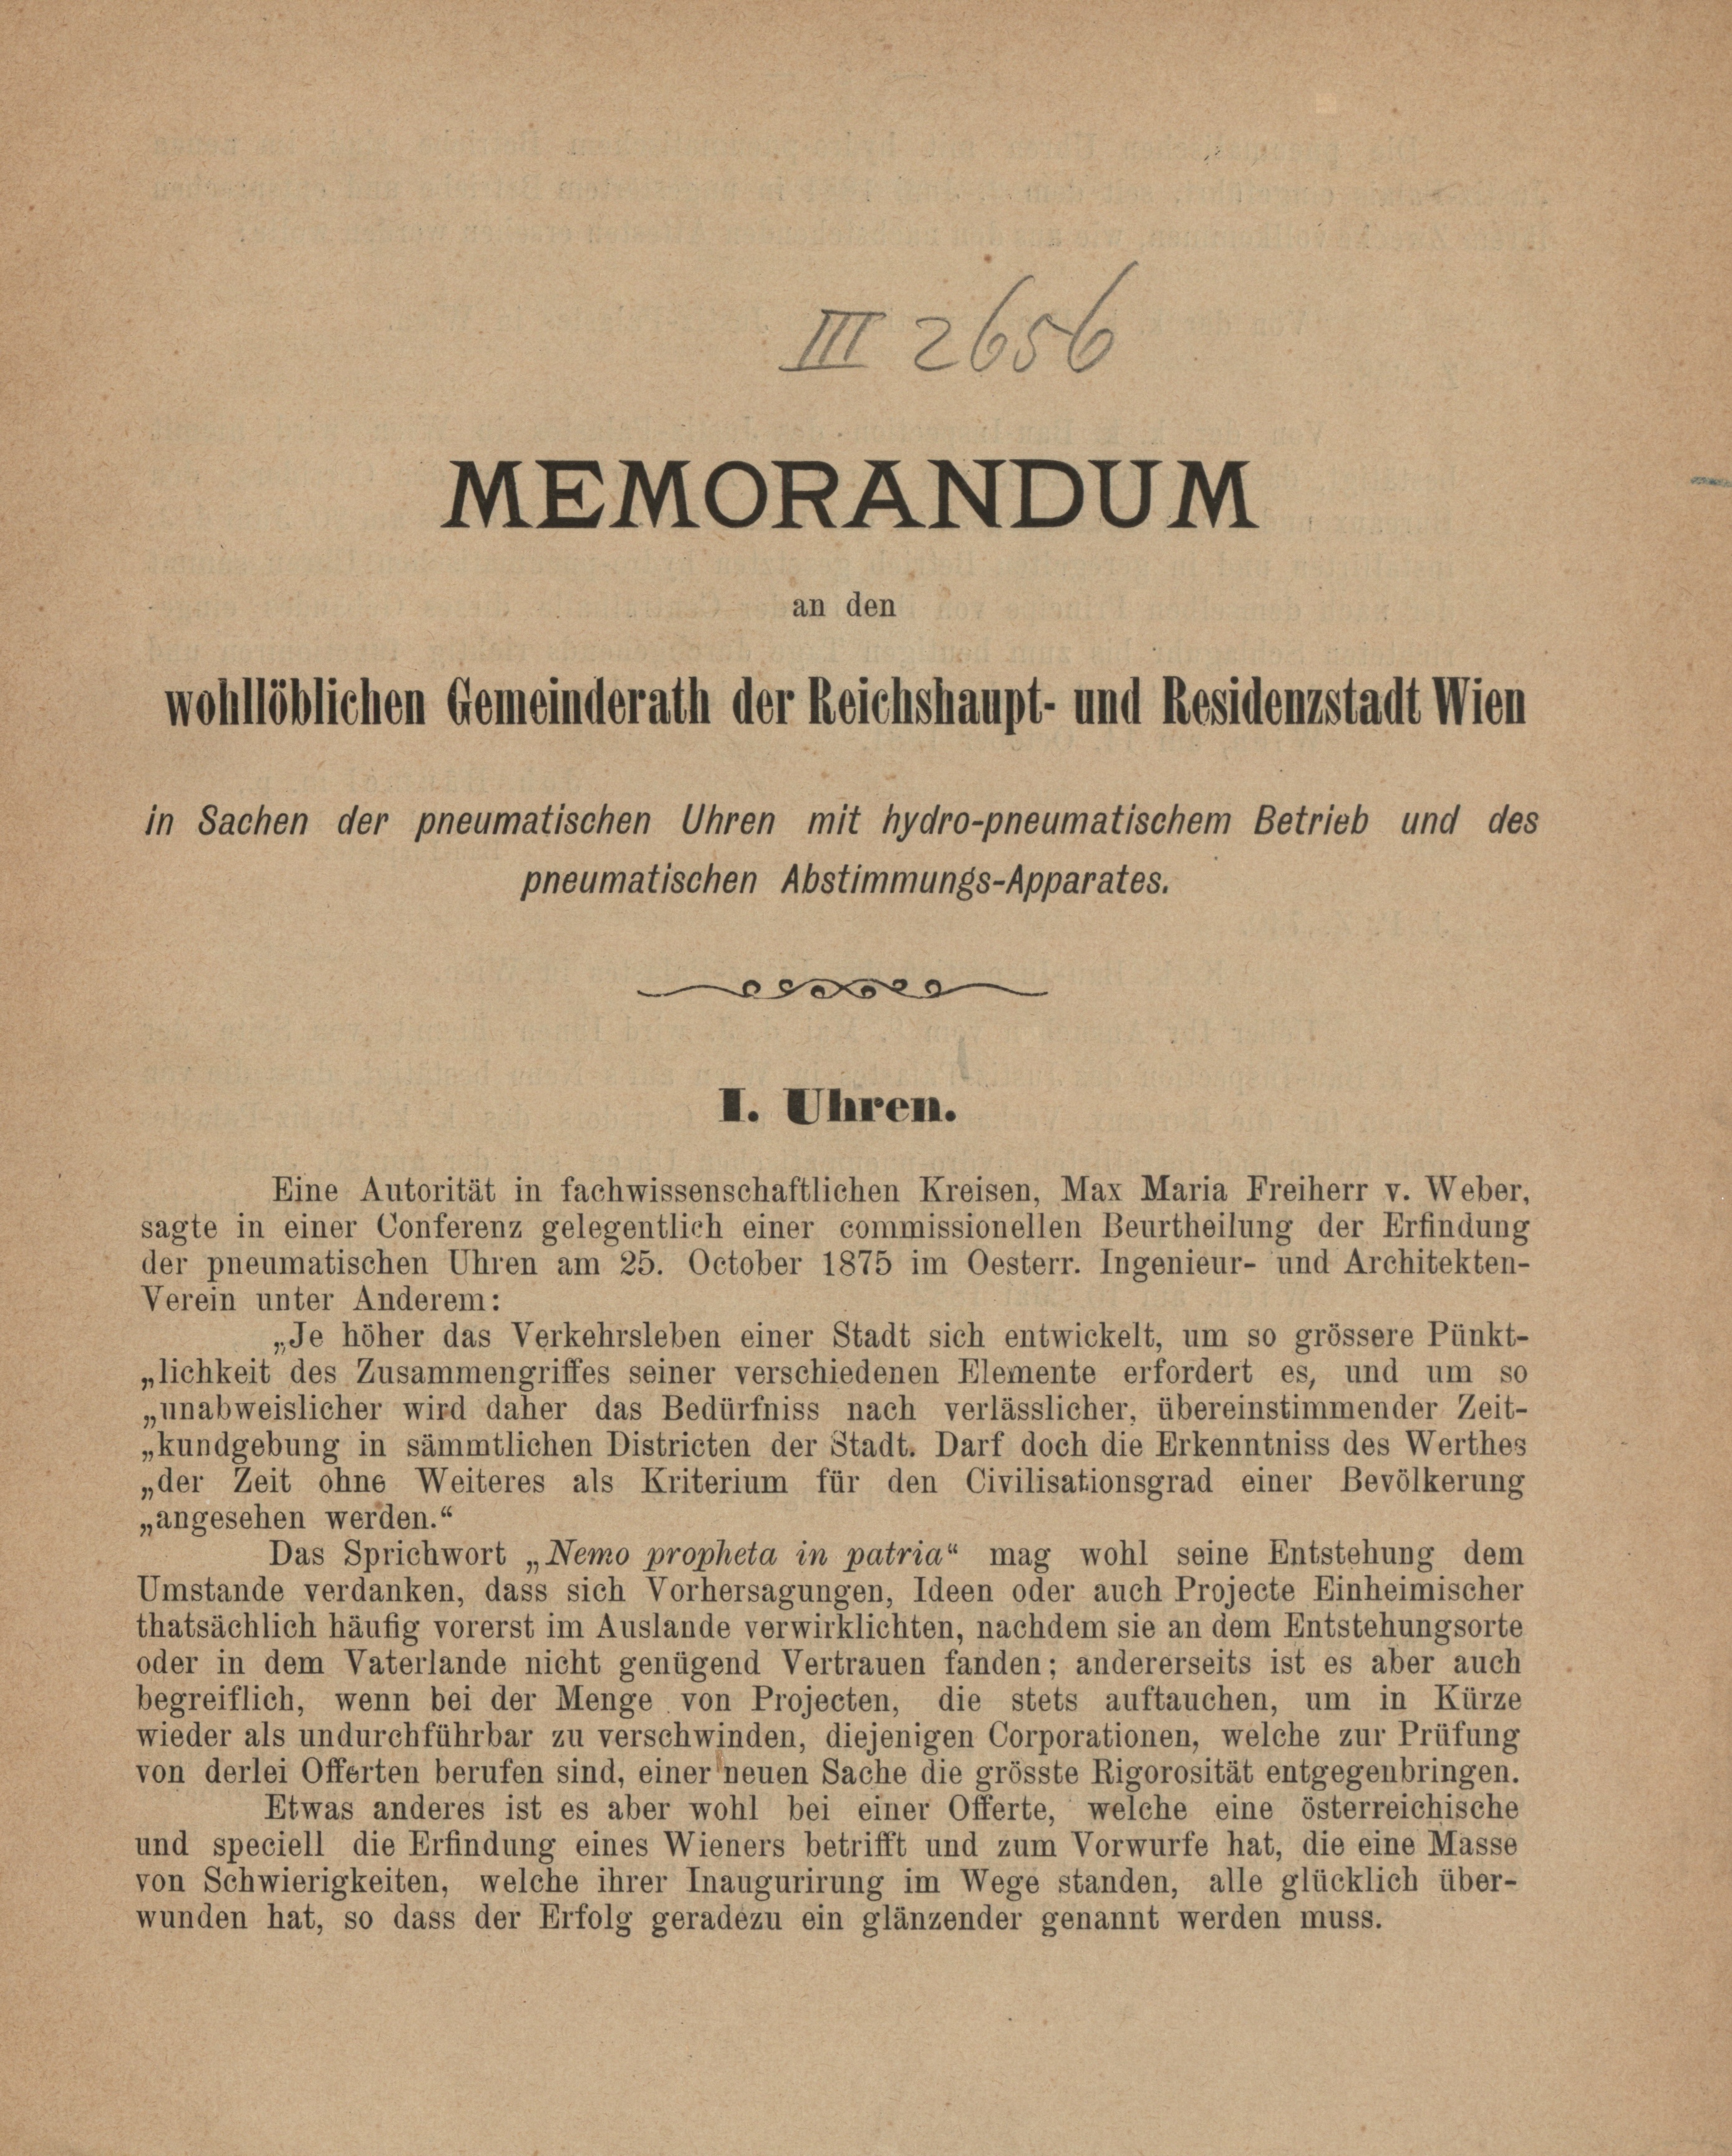 III 2656
MEMORANDUM
an den
wohllöblichen Gemeinderath der Reichshaupt- und Residenzstadt Wien
in Sachen der pneumatischen Uhren mit hydro-pneumatischem Betrieb und des
pneumatischen Abstimmungs-Apparates.
I. Uhren.
Eine Autorität in fachwissenschaftlichen Kreisen, Max Maria Freiherr v. Weber,
sagte in einer Conferenz gelegentlich einer commissionellen Beurtheilung der Erfindung
der pneumatischen Uhren am 25. October 1875 im Oesterr. Ingenieur- und Architekten-
Verein unter Anderem:
„Je höher das Verkehrsleben einer Stadt sich entwickelt, um so grössere Pünkt-
„lichkeit des Zusammengriffes seiner verschiedenen Elemente erfordert es, und um so
„unabweislicher wird daher das Bedürfniss nach verlässlicher, übereinstimmender Zeit-
„kundgebung in sämmtlichen Districten der Stadt. Darf doch die Erkenntniss des Werthes
„der Zeit ohne Weiteres als Kriterium für den Civilisationsgrad einer Bevölkerung
„angesehen werden.“
Das Sprichwort „Nemo propheta in patria“ mag wohl seine Entstehung dem
Umstande verdanken, dass sich Vorhersagungen, Ideen oder auch Projecte Einheimischer
thatsächlich häufig vorerst im Auslande verwirklichten, nachdem sie an dem Entstehungsorte
oder in dem Vaterlande nicht genügend Vertrauen fanden; andererseits ist es aber auch
begreiflich, wenn bei der Menge von Projecten, die stets auftauchen, um in Kürze
wieder als undurchführbar zu verschwinden, diejenigen Corporationen, welche zur Prüfung
von derlei Offerten berufen sind, einer neuen Sache die grösste Rigorosität entgegenbringen.
Etwas anderes ist es aber wohl bei einer Offerte, welche eine österreichische
und speciell die Erfindung eines Wieners betrifft und zum Vorwurfe hat, die eine Masse
von Schwierigkeiten, welche ihrer Inaugurirung im Wege standen, alle glücklich über-
wunden hat, so dass der Erfolg geradezu ein glänzender genannt werden muss.